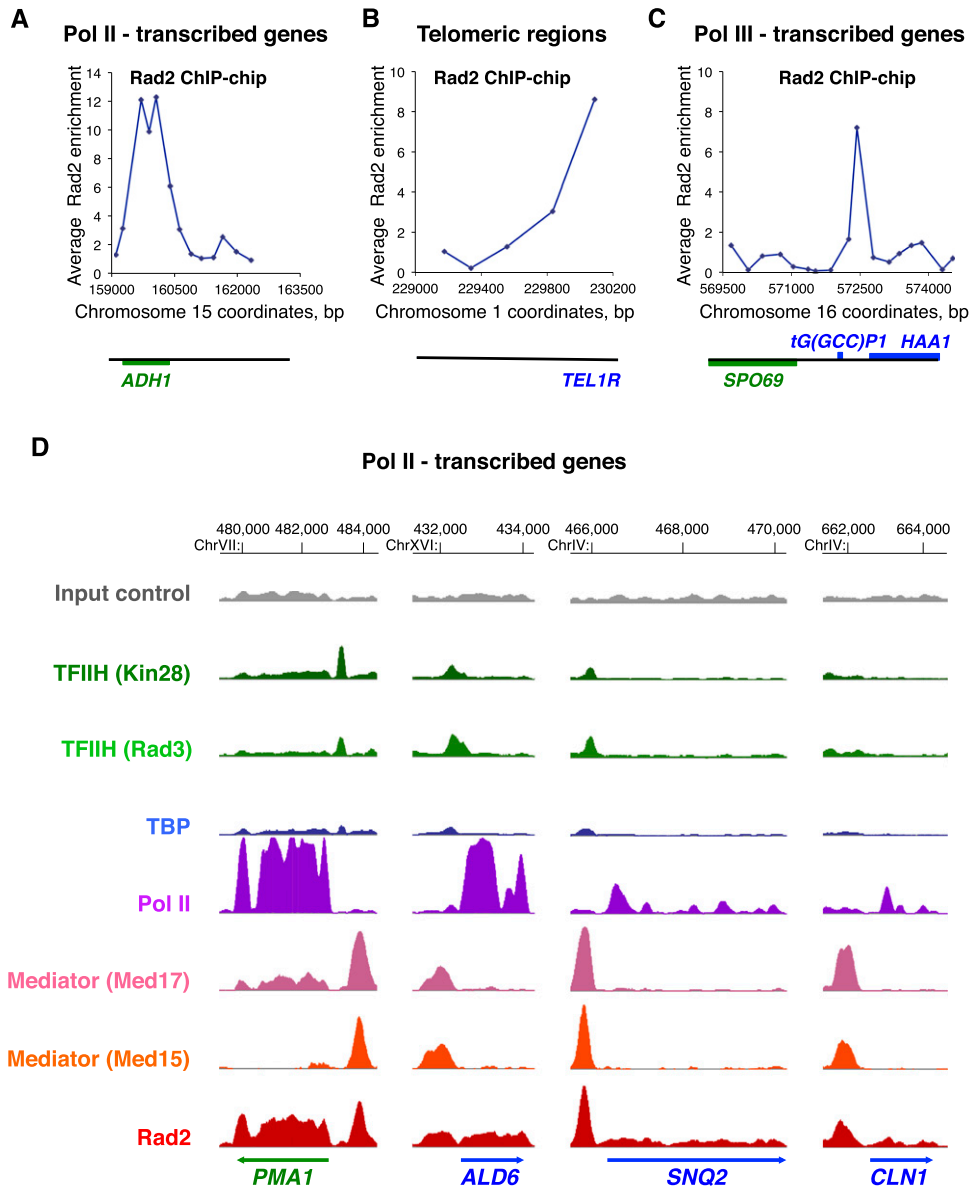 A
Pol II - transcribed genes
Rad2 ChIP-chip
Average Rad2 enrichment
14
12
10
8
6
4
2
0
159000 160500 162000 163500
Chromosome 15 coordinates, bp
ADH1
B
Telomeric regions
Rad2 ChIP-chip
Average Rad2 enrichment
10
8
6
4
2
0
229000 229400 229800 230200
Chromosome 1 coordinates, bp
TEL1R
C
Pol III - transcribed genes
Rad2 ChIP-chip
Average Rad2 enrichment
10
8
6
4
2
0
569500 571000 572500 574000
Chromosome 16 coordinates, bp
tG(GCC)P1 HAA1
SPO69
D
Pol II - transcribed genes
480,000 482,000 484,000 432,000 434,000 466,000 468,000 470,000 662,000 664,000
ChrVII: ChrXVI: ChrIV: ChrIV:
Input control
TFIIH (Kin28)
TFIIH (Rad3)
TBP
Pol II
Mediator (Med17)
Mediator (Med15)
Rad2
PMA1 ALD6 SNQ2 CLN1